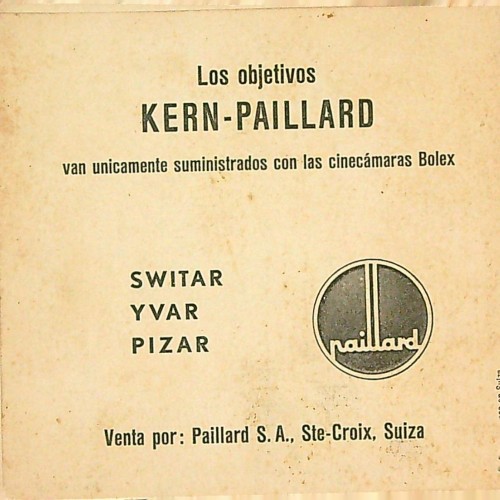 Los objetivos
KERN-PAILLARD
van unicamente suministrados con las cinecámaras Bolex
SWITAR
YVAR
PIZAR
paillard
Venta por: Paillard S. A., Ste-Croix, Suiza